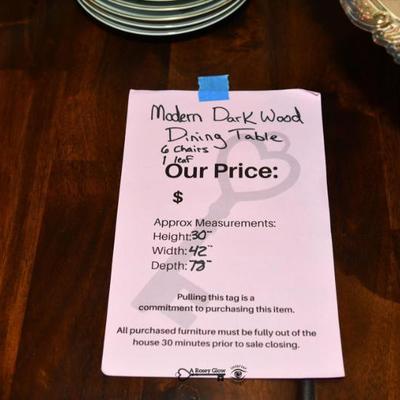 Modern Dark Wood
Dining Table
6 Chairs
1 leaf
Our Price:
$
Approx Measurements:
Height: 30"
Width: 42"
Depth: 78"
Pulling this tag is a
commitment to purchasing this item.
All purchased furniture must be fully out of the
house 30 minutes prior to sale closing.
A Rosey Glow